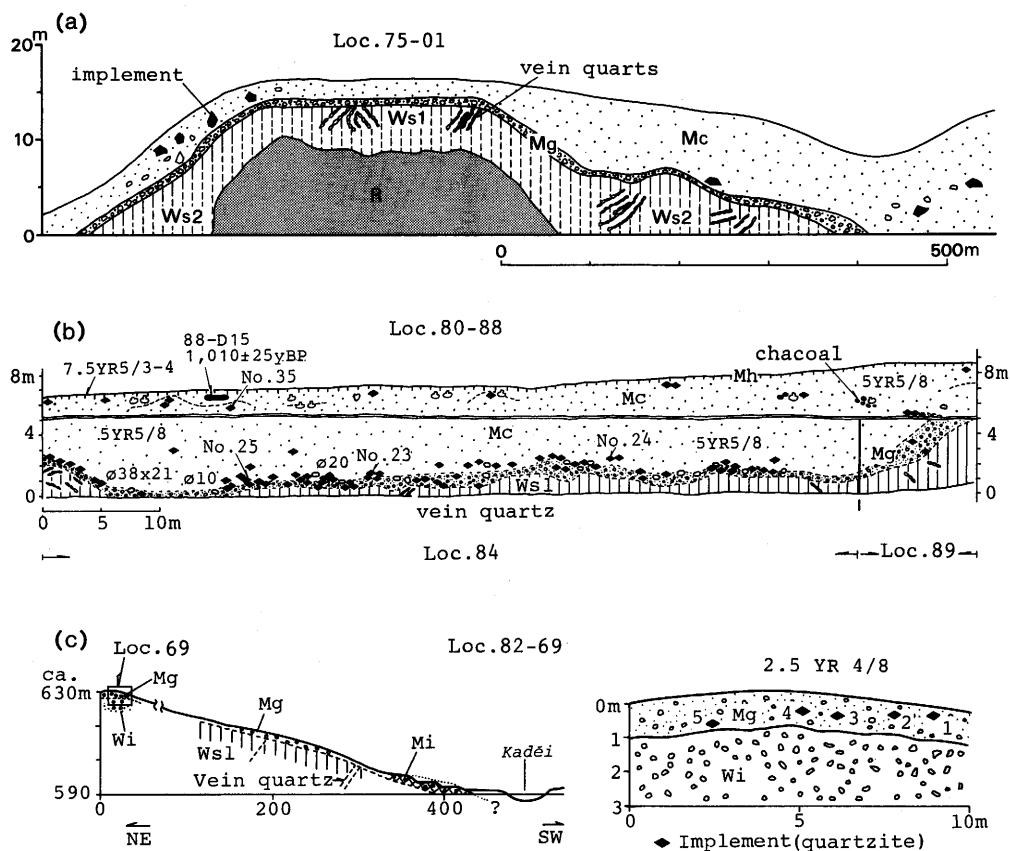 (a)
Loc.75-01
20 m
implement
vein quarts
Ws1
10
Mg
Mc
R
Ws2
Ws2
0
0 500m
(b)
Loc.80-88
88-D15
1,010±25yBP
7.5YR5/3-4
No.35
chacoal
8m
Mh
5YR5/8
8m
Mc
4
5YR5/8
Mc
No.25
No.24
5YR5/8
Mg
4
ø38x21
ø10
ø20
No.23
Wsl
0
0
vein quartz
0 5 10m
Loc.84
Loc.89
(c)
Loc.69
Loc.82-69
2.5 YR 4/8
ca.
630m
Mg
Wi
Mg
Wsl
Mi
Kadéi
Vein quartz
590
200
400
?
NE
SW
0m
5 Mg 4 3 2 1
1
Wi
2
3
0 5 10m
Implement(quartzite)